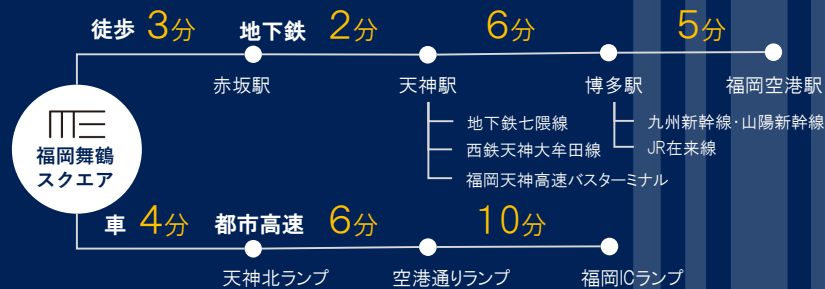 徒歩 3分 地下鉄 2分 6分 5分
赤坂駅 天神駅 博多駅 福岡空港駅
地下鉄七隈線 九州新幹線・山陽新幹線
西鉄天神大牟田線 JR在来線
福岡天神高速バスターミナル
福岡舞鶴
スクエア
車 4分 都市高速 6分 10分
天神北ランプ 空港通りランプ 福岡ICランプ